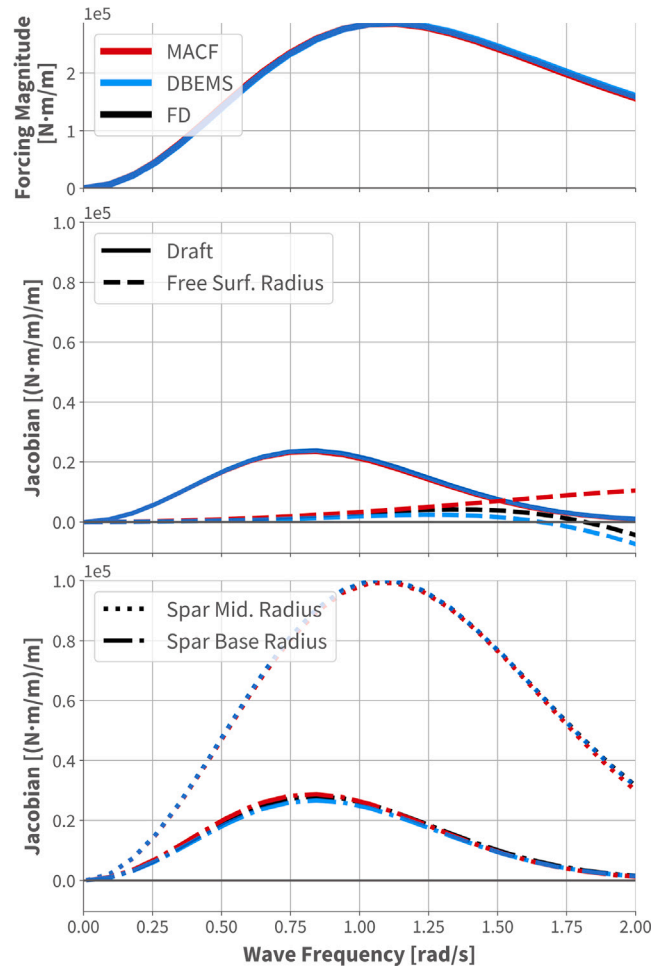 1e5
Forcing Magnitude
[N·m/m]
2
1
0
MACF
DBEMS
FD
1e5
Jacobian [(N·m/m)/m]
1.0
0.8
0.6
0.4
0.2
0.0
Draft
Free Surf. Radius
1e5
Jacobian [(N·m/m)/m]
1.0
0.8
0.6
0.4
0.2
0.0
Spar Mid. Radius
Spar Base Radius
0.00 0.25 0.50 0.75 1.00 1.25 1.50 1.75 2.00
Wave Frequency [rad/s]